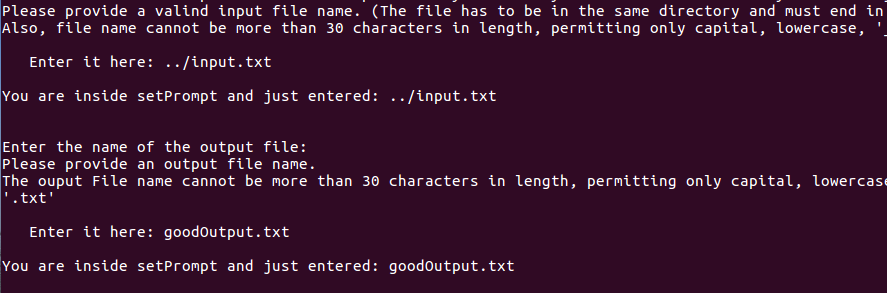 Please provide a valind input file name. (The file has to be in the same directory and must end in
Also, file name cannot be more than 30 characters in length, permitting only capital, lowercase, '_
Enter it here: ../input.txt
You are inside setPrompt and just entered: ../input.txt
Enter the name of the output file:
Please provide an output file name.
The ouput File name cannot be more than 30 characters in length, permitting only capital, lowercase
'.txt'
Enter it here: goodOutput.txt
You are inside setPrompt and just entered: goodOutput.txt